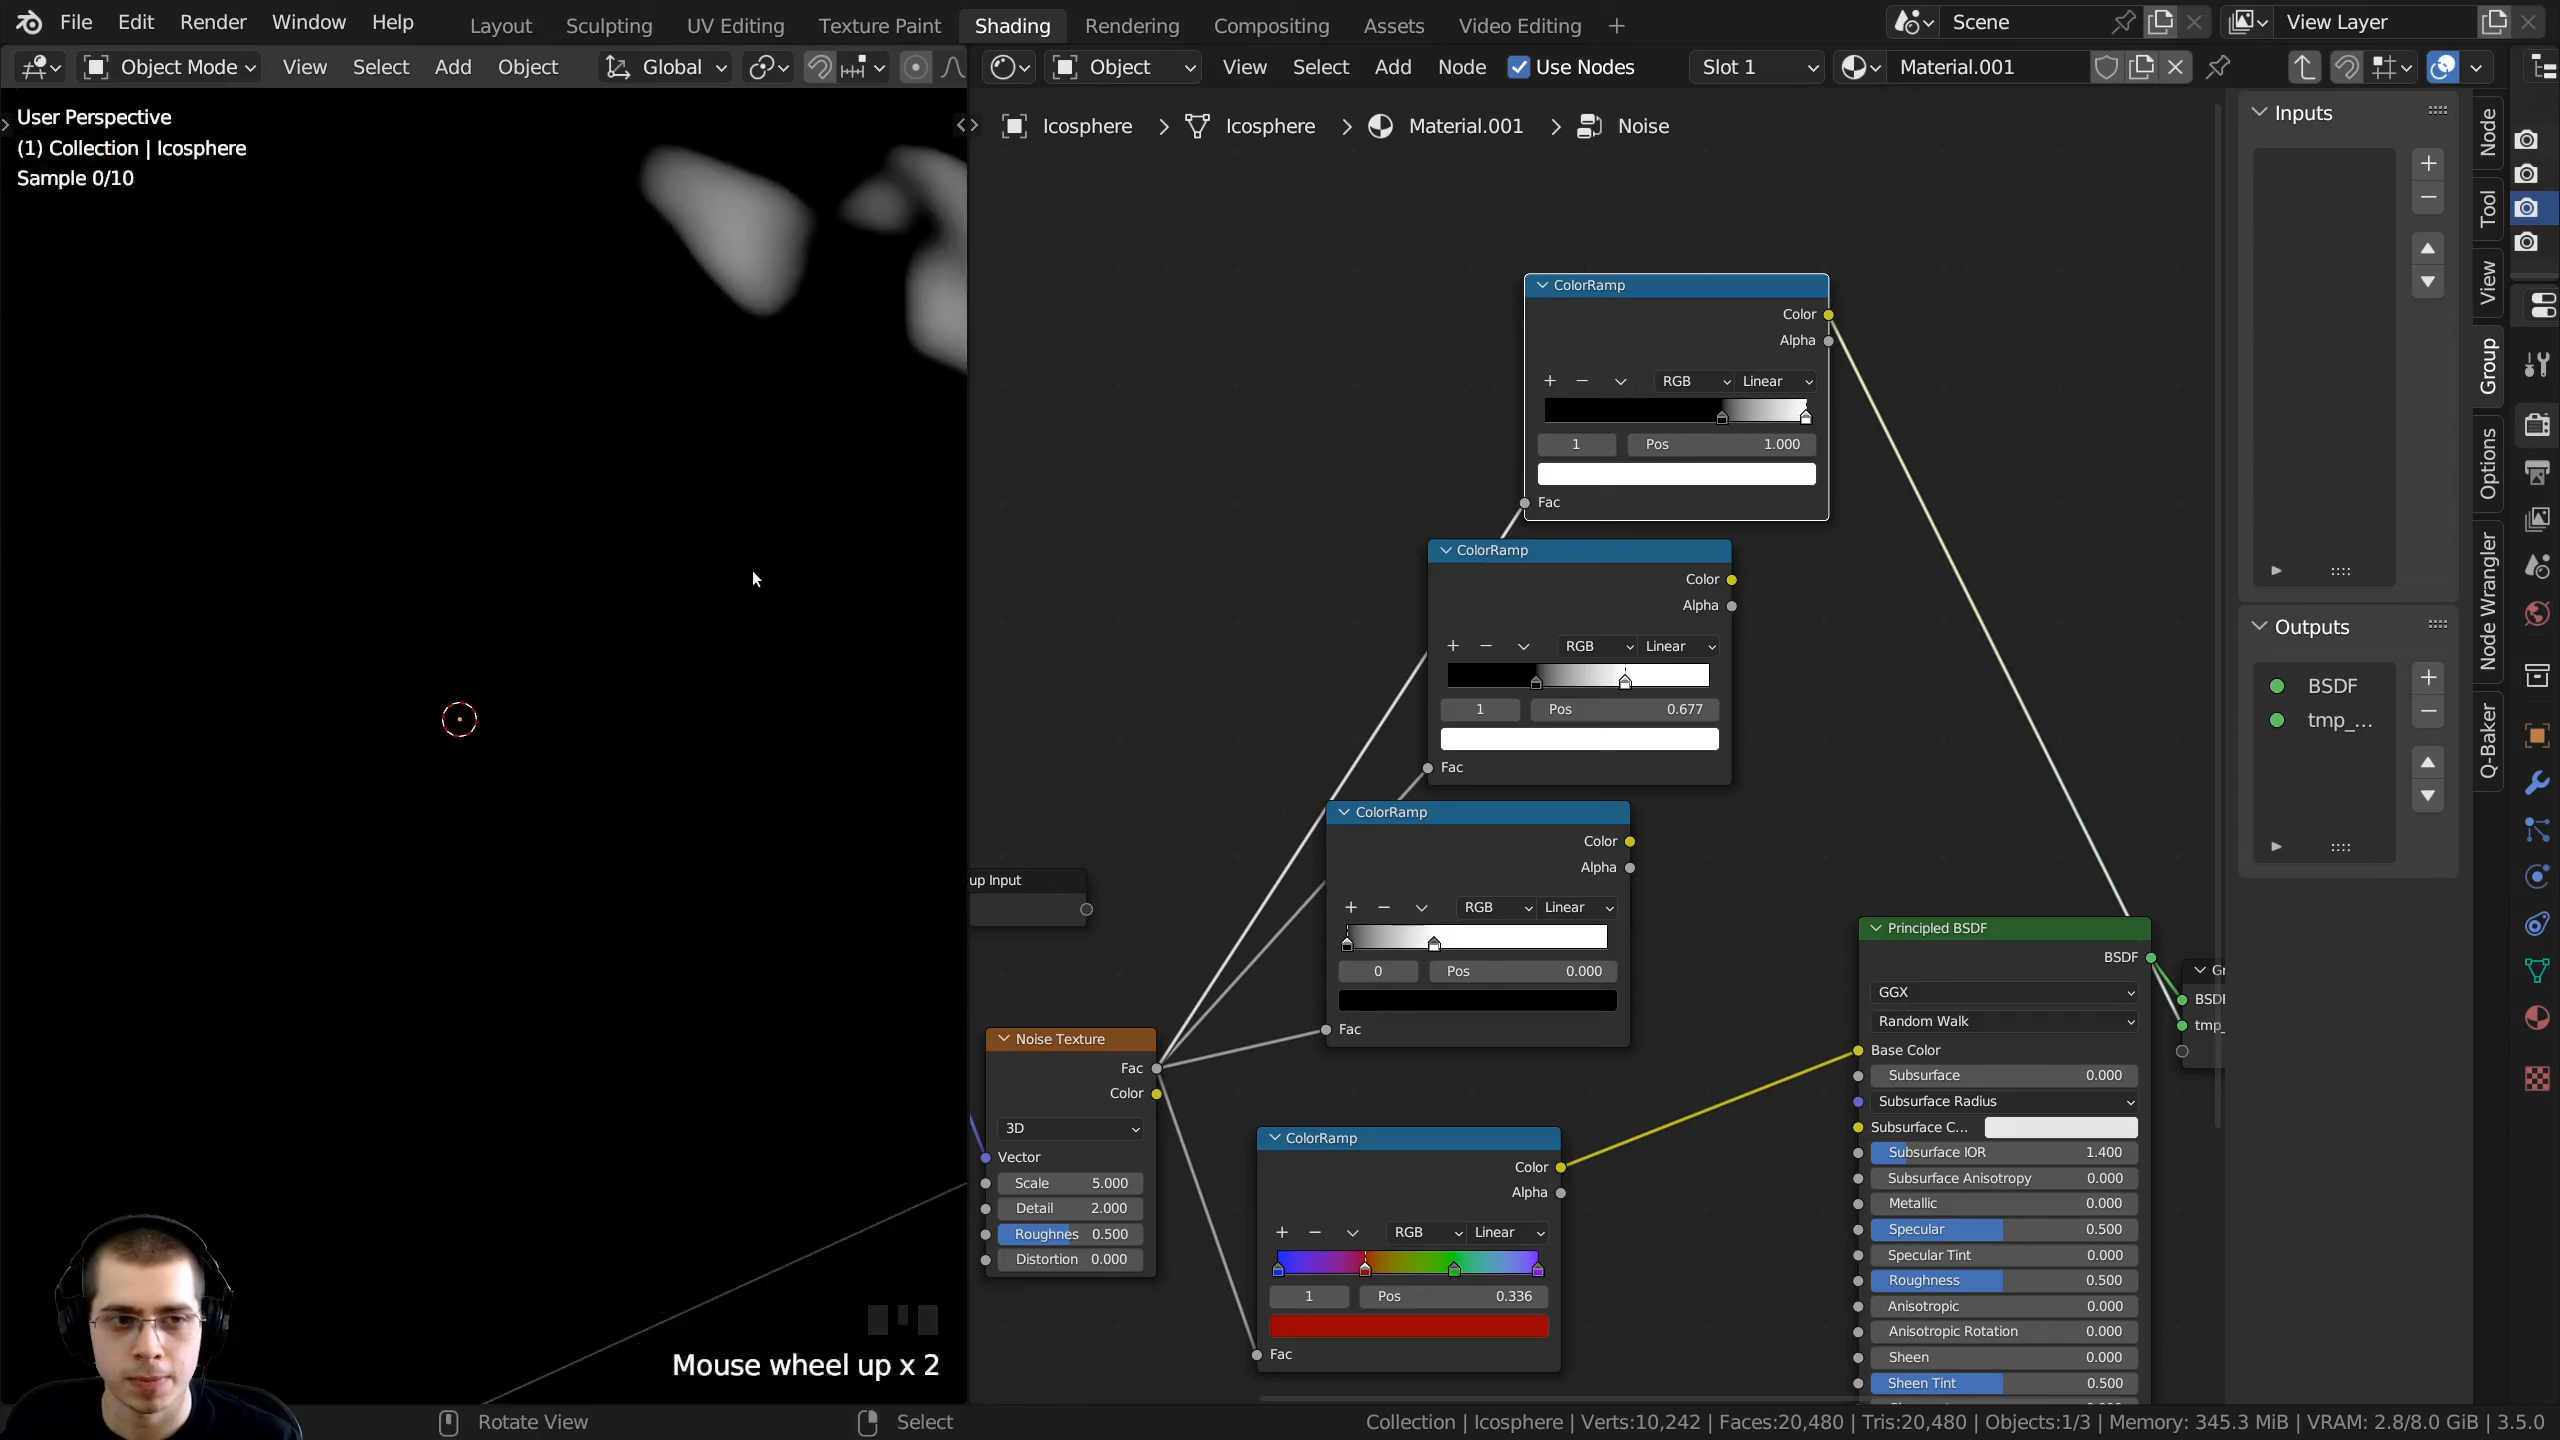 File Edit Render Window Help
Layout Sculpting UV Editing Texture Paint Shading Rendering Compositing Assets Video Editing +
Scene
View Layer
Object Mode View Select Add Object Global
Object View Select Add Node Use Nodes Slot 1 Material.001
User Perspective
(1) Collection | Icosphere
Sample 0/10
Icosphere > Icosphere > Material.001 > Noise
ColorRamp
Color
Alpha
RGB Linear
1 Pos 1.000
Fac
ColorRamp
Color
Alpha
RGB Linear
1 Pos 0.677
Fac
ColorRamp
Color
Alpha
RGB Linear
0 Pos 0.000
Fac
up Input
Noise Texture
Fac
Color
3D
Vector
Scale 5.000
Detail 2.000
Roughnes 0.500
Distortion 0.000
ColorRamp
Color
Alpha
RGB Linear
1 Pos 0.336
Fac
Principled BSDF
BSDF
GGX
Random Walk
Base Color
Subsurface 0.000
Subsurface Radius
Subsurface C...
Subsurface IOR 1.400
Subsurface Anisotropy 0.000
Metallic 0.000
Specular 0.500
Specular Tint 0.000
Roughness 0.500
Anisotropic 0.000
Anisotropic Rotation 0.000
Sheen 0.000
Sheen Tint 0.500
Gr
BSDF
tmp_
Inputs
Outputs
BSDF
tmp_...
Node
Tool
View
Group
Options
Node Wrangler
Q-Baker
Mouse wheel up x 2
Rotate View
Select
Collection | Icosphere | Verts:10,242 | Faces:20,480 | Tris:20,480 | Objects:1/3 | Memory: 345.3 MiB | VRAM: 2.8/8.0 GiB | 3.5.0